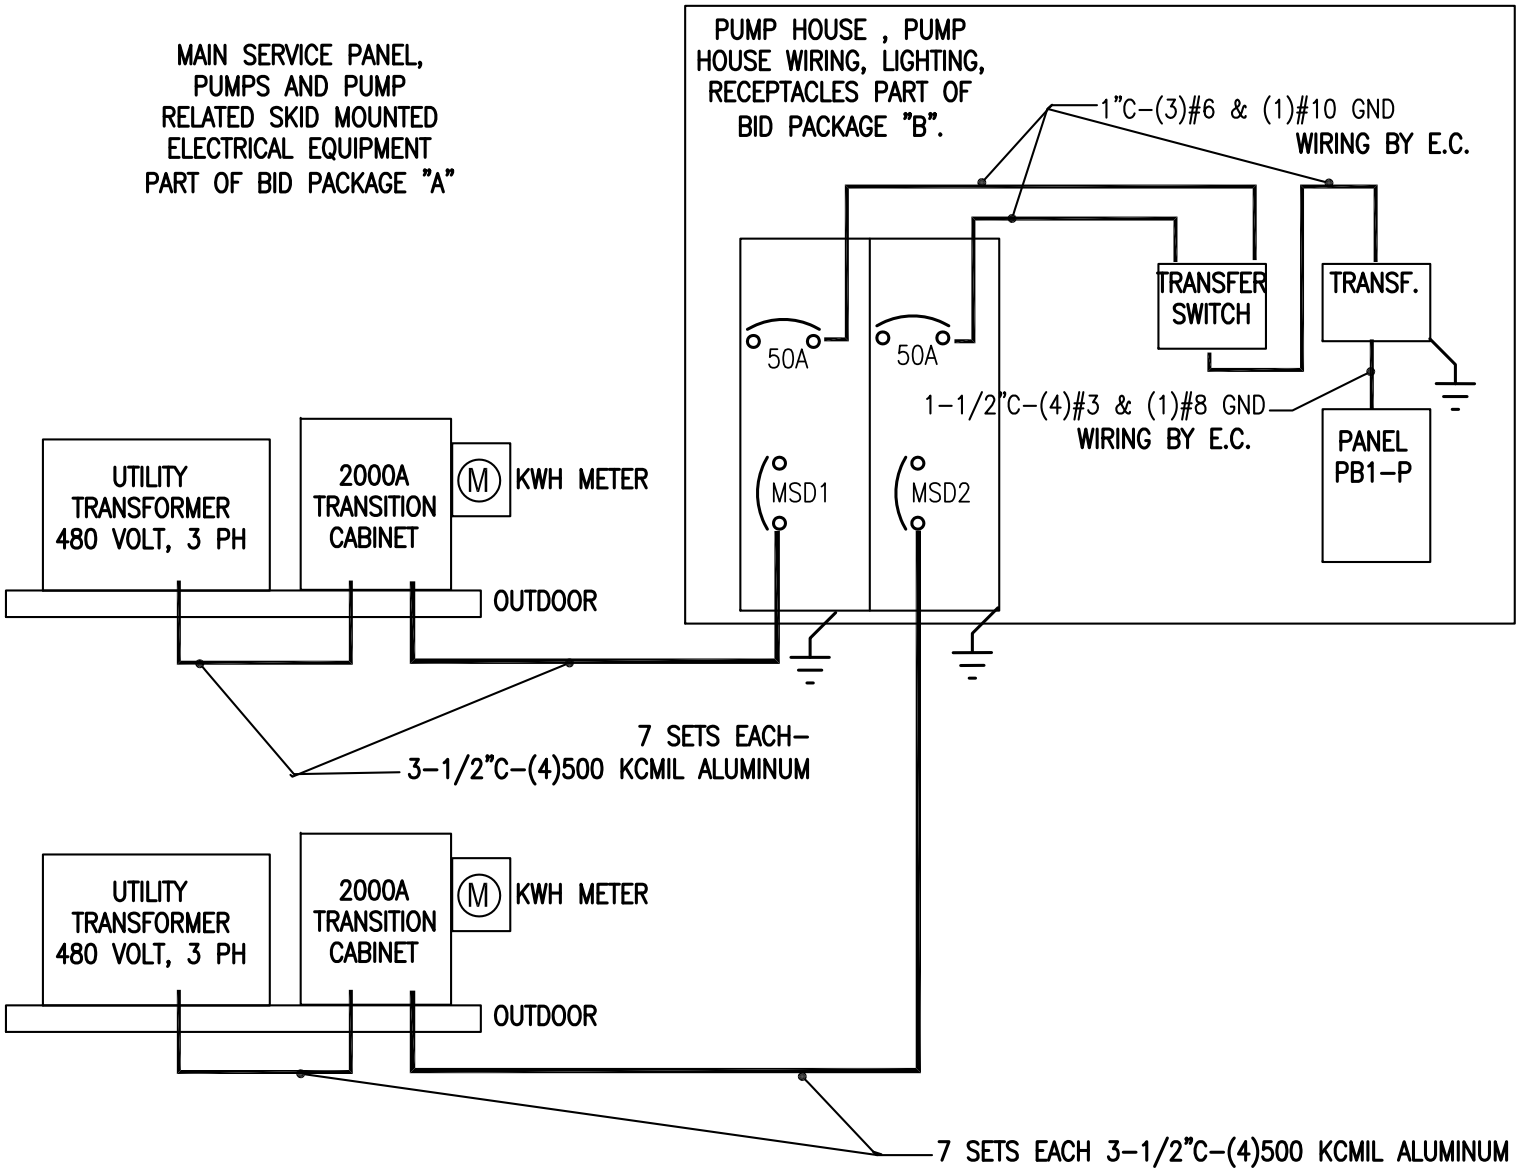 MAIN SERVICE PANEL,
PUMPS AND PUMP
RELATED SKID MOUNTED
ELECTRICAL EQUIPMENT
PART OF BID PACKAGE "A"
PUMP HOUSE , PUMP
HOUSE WIRING, LIGHTING,
RECEPTACLES PART OF
BID PACKAGE "B".
1"C-(3)#6 & (1)#10 GND
WIRING BY E.C.
TRANSFER
SWITCH
TRANSF.
50A
50A
1-1/2"C-(4)#3 & (1)#8 GND
WIRING BY E.C.
PANEL
PB1-P
MSD1
MSD2
UTILITY
TRANSFORMER
480 VOLT, 3 PH
2000A
TRANSITION
CABINET
M
KWH METER
OUTDOOR
7 SETS EACH-
3-1/2"C-(4)500 KCMIL ALUMINUM
UTILITY
TRANSFORMER
480 VOLT, 3 PH
2000A
TRANSITION
CABINET
M
KWH METER
OUTDOOR
7 SETS EACH 3-1/2"C-(4)500 KCMIL ALUMINUM